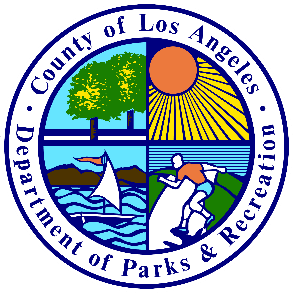 County of Los Angeles
Department of Parks & Recreation